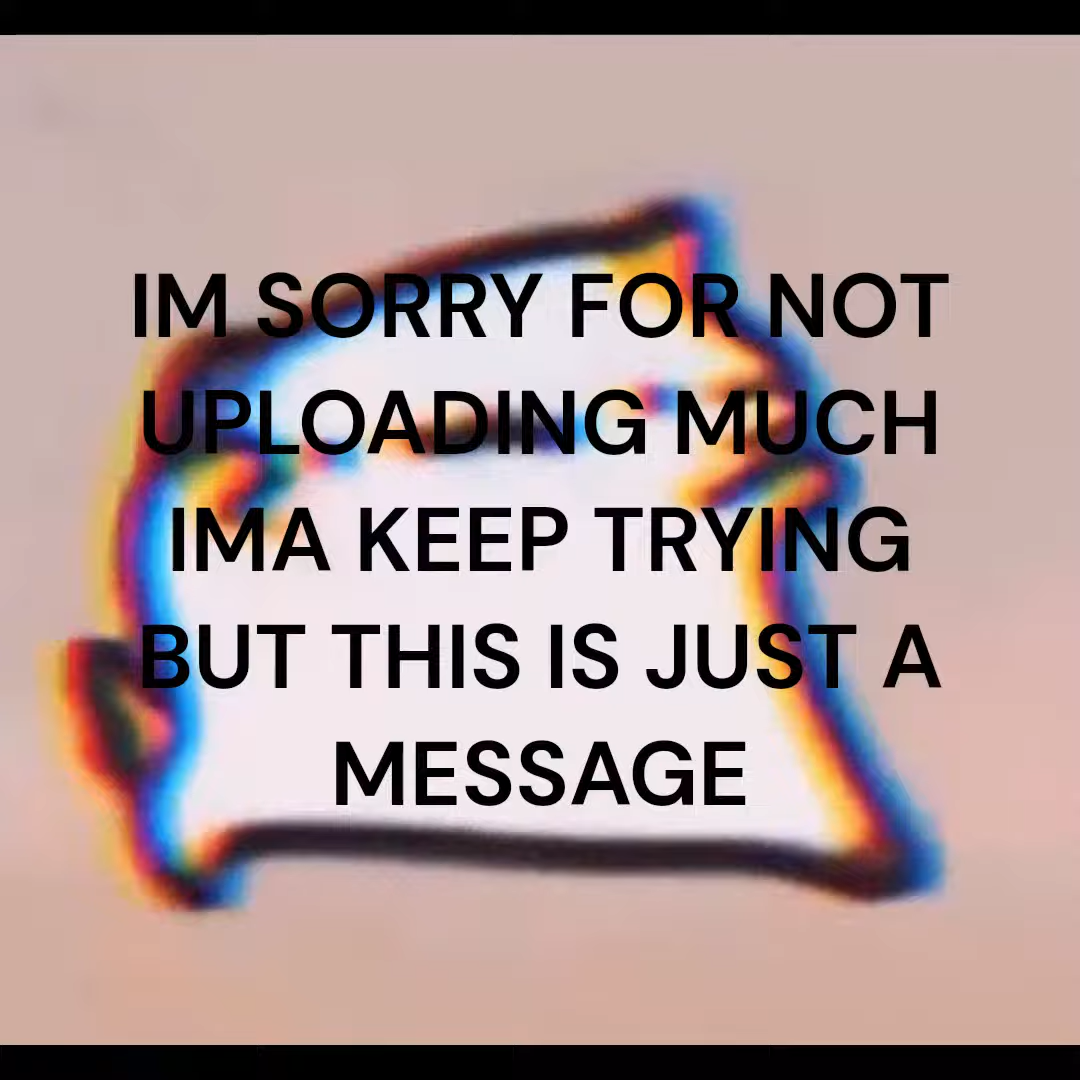 IM SORRY FOR NOT
UPLOADING MUCH
IMA KEEP TRYING
BUT THIS IS JUST A
MESSAGE